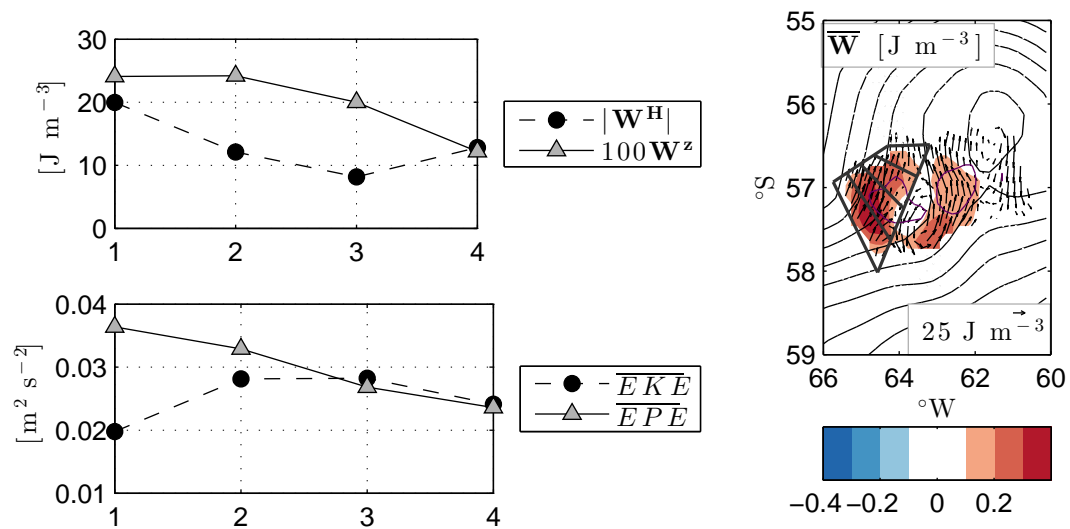 30
20
10
0
[J m−3]
1 2 3 4
|W^H|
100W^z
0.04
0.03
0.02
0.01
[m2 s−2]
1 2 3 4
EKE
EPE
55
56
57
58
59
°S
W [J m−3]
25 J m−3
66 64 62 60
°W
−0.4 −0.2 0 0.2